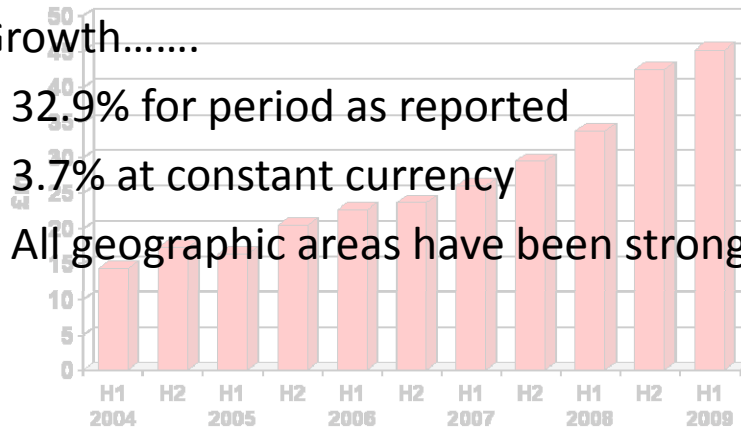 Growth.......
32.9% for period as reported
3.7% at constant currency
All geographic areas have been strong
50
45
40
35
30
25
20
15
10
5
0
H1 H2 H1 H2 H1 H2 H1 H2 H1 H2 H1
2004 2005 2006 2007 2008 2009